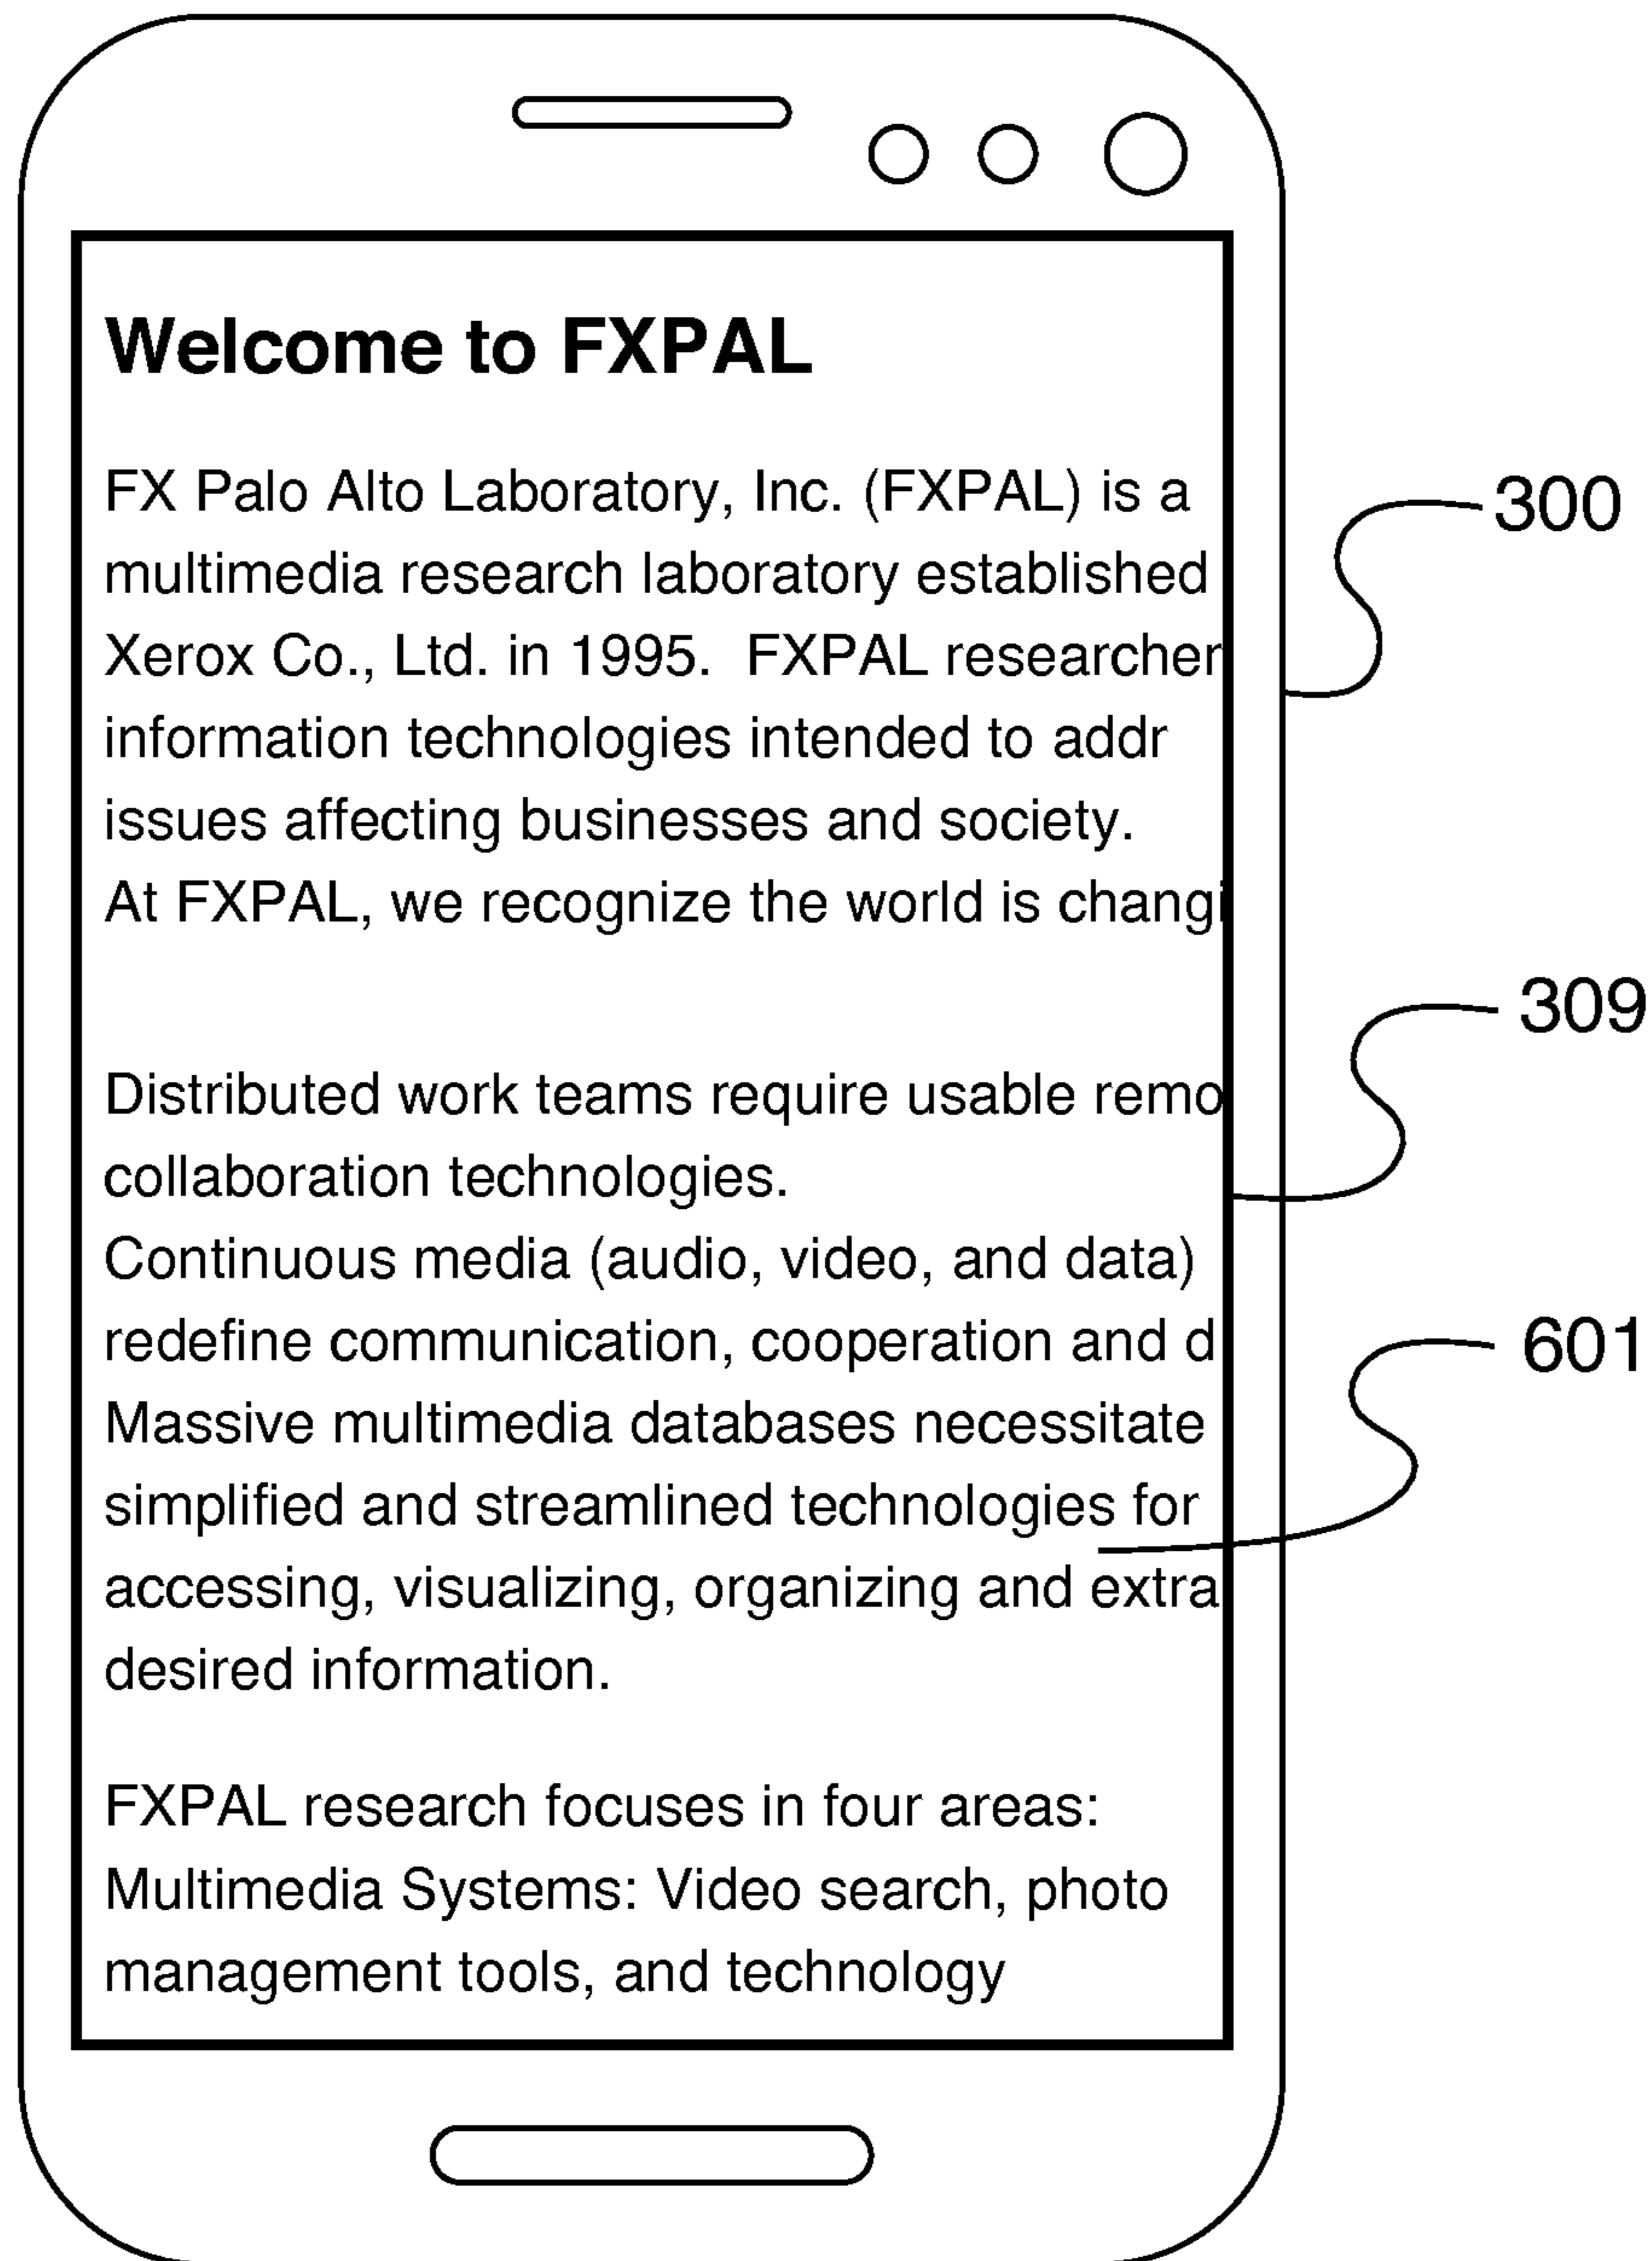 Welcome to FXPAL
FX Palo Alto Laboratory, Inc. (FXPAL) is a
multimedia research laboratory established
Xerox Co., Ltd. in 1995.  FXPAL researcher
information technologies intended to addr
issues affecting businesses and society.
At FXPAL, we recognize the world is changi
Distributed work teams require usable remo
collaboration technologies.
Continuous media (audio, video, and data)
redefine communication, cooperation and d
Massive multimedia databases necessitate
simplified and streamlined technologies for
accessing, visualizing, organizing and extra
desired information.
FXPAL research focuses in four areas:
Multimedia Systems: Video search, photo
management tools, and technology
300
309
601